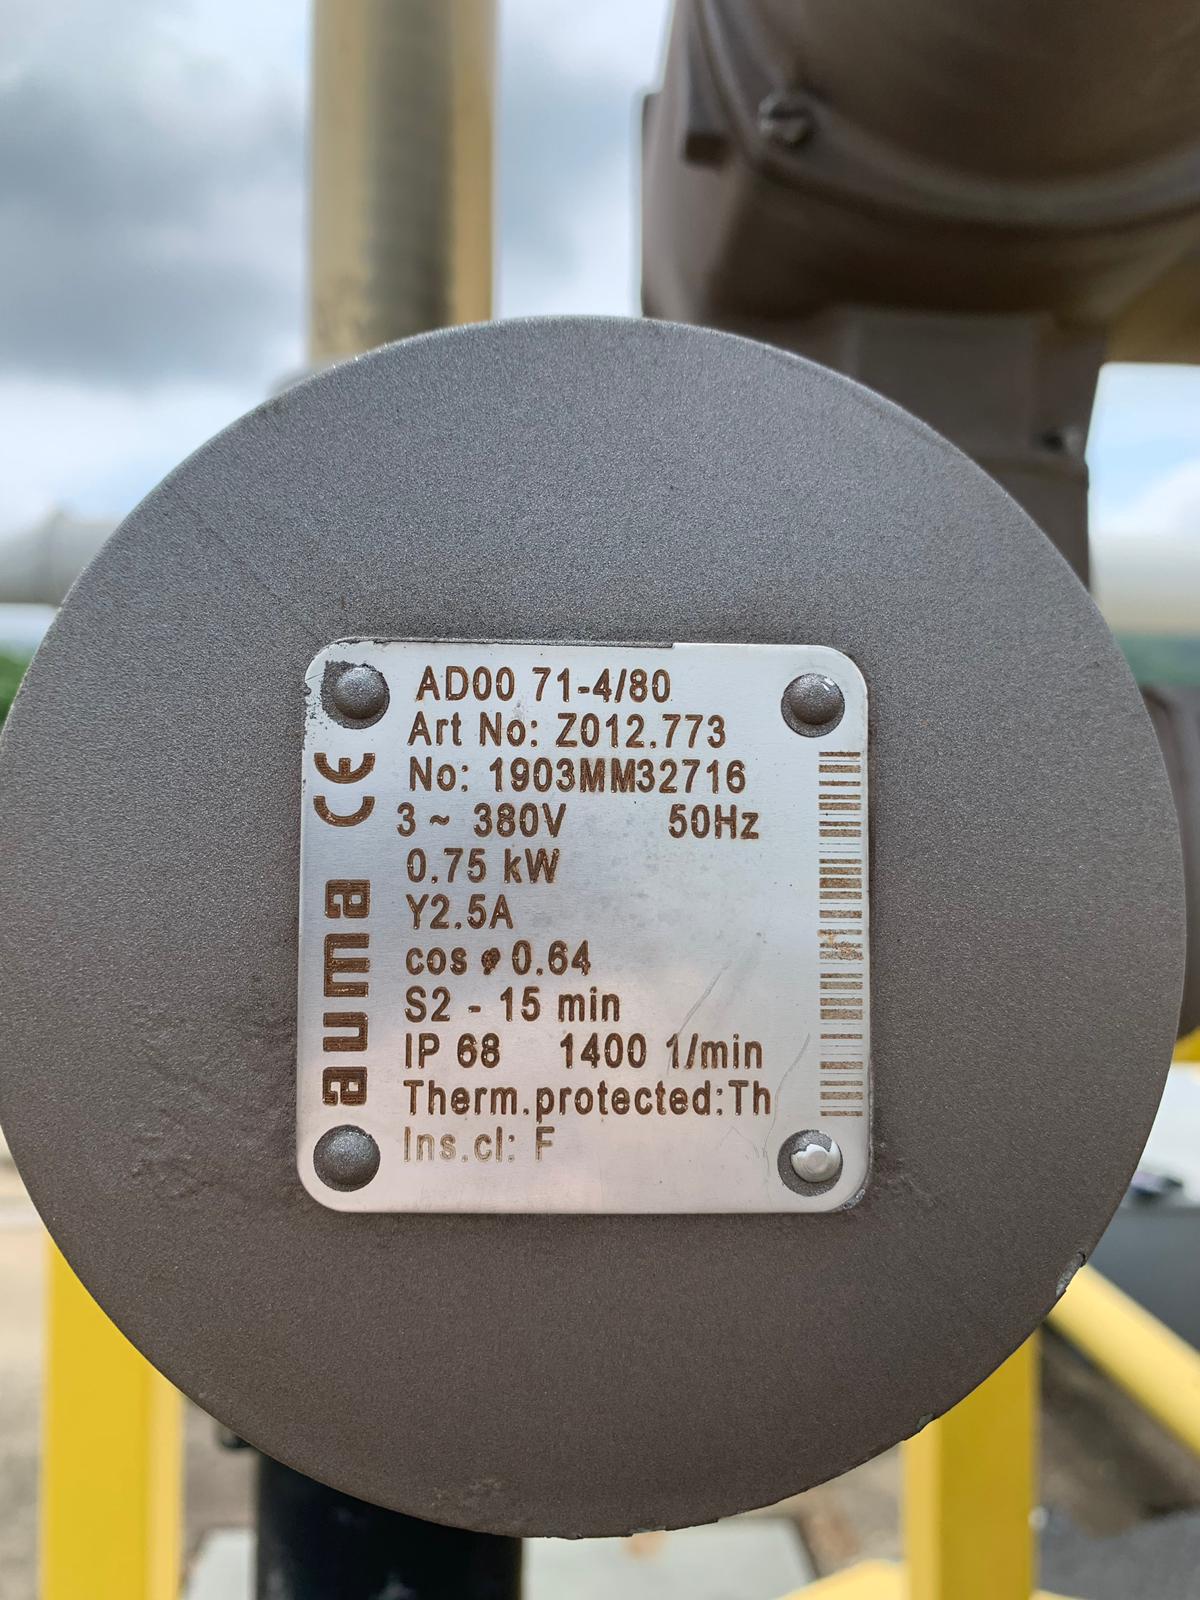 AD00 71-4/80
Art No: Z012.773
No: 1903MM32716
3 ~ 380V 50Hz
0.75 kW
Y2.5A
cos φ 0.64
S2 - 15 min
IP 68 1400 1/min
Therm.protected:Th
Ins.cl: F
CE
auma